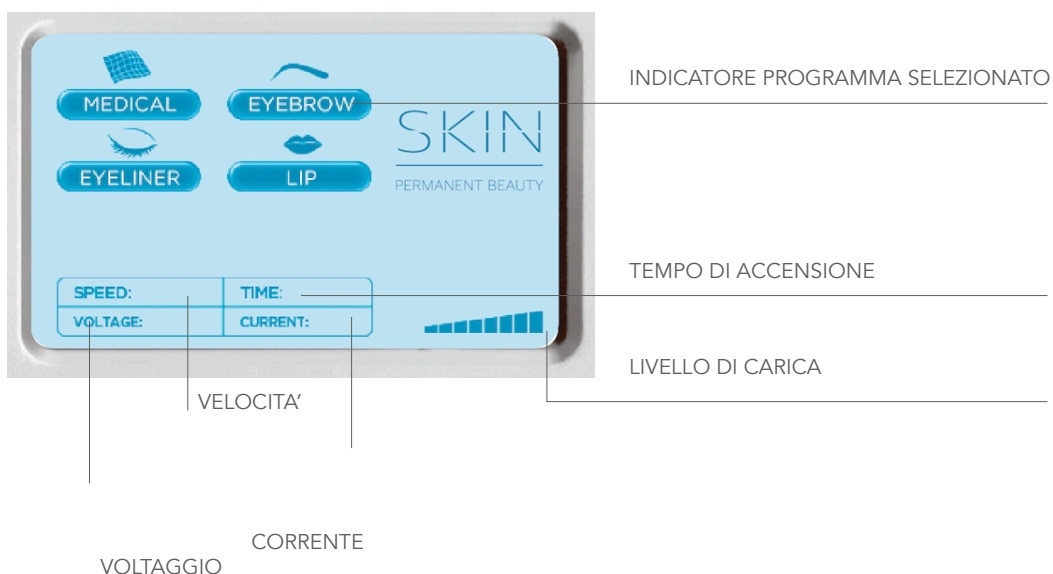 MEDICAL
EYEBROW
EYELINER
LIP
SKIN
PERMANENT BEAUTY
SPEED:
TIME:
VOLTAGE:
CURRENT:
INDICATORE PROGRAMMA SELEZIONATO
TEMPO DI ACCENSIONE
LIVELLO DI CARICA
VELOCITA’
CORRENTE
VOLTAGGIO